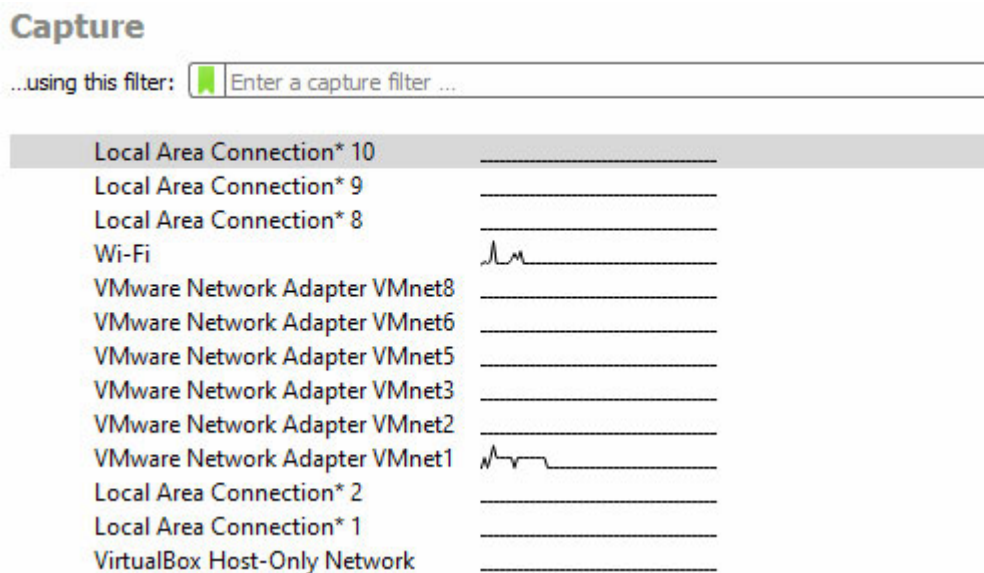 Capture
...using this filter: Enter a capture filter ...
Local Area Connection* 10
Local Area Connection* 9
Local Area Connection* 8
Wi-Fi
VMware Network Adapter VMnet8
VMware Network Adapter VMnet6
VMware Network Adapter VMnet5
VMware Network Adapter VMnet3
VMware Network Adapter VMnet2
VMware Network Adapter VMnet1
Local Area Connection* 2
Local Area Connection* 1
VirtualBox Host-Only Network